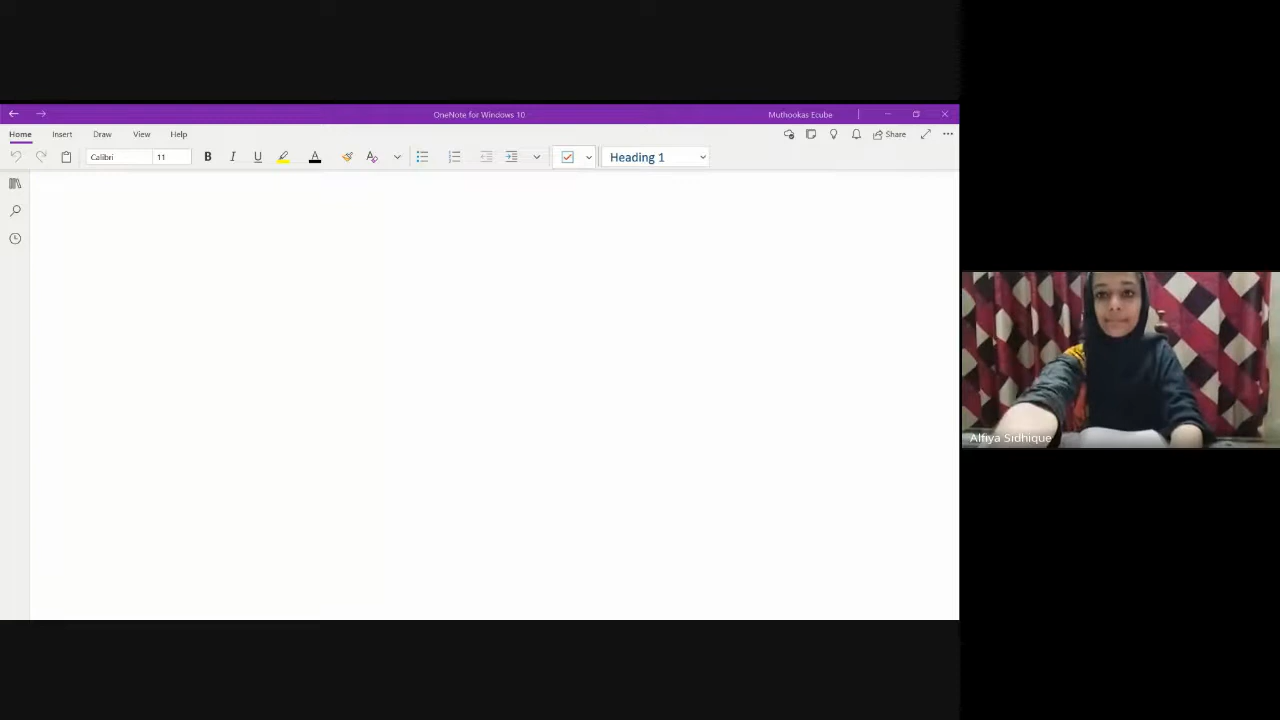 OneNote for Windows 10
Muthookas Ecube
Home
Insert
Draw
View
Help
Share
Calibri
11
B
I
U
A
A
Heading 1
Alfiya Sidhique